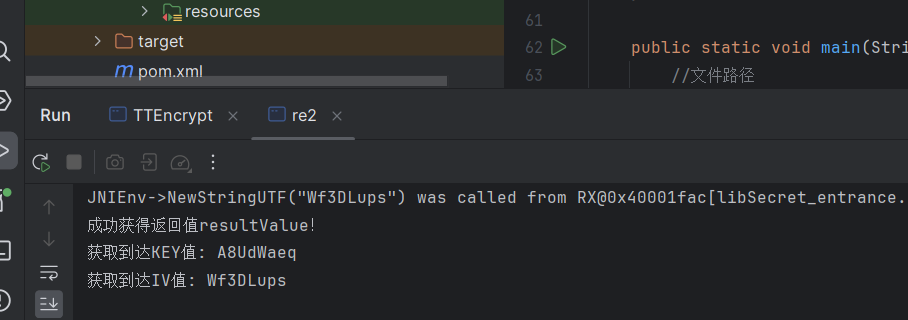 resources
target
pom.xml
61
62 public static void main(Stri
63 //文件路径
Run TTEncrypt re2
JNIEnv->NewStringUTF("Wf3DLups") was called from RX@0x40001fac[libSecret_entrance.
成功获得返回值resultValue!
获取到达KEY值: A8UdWaeq
获取到达IV值: Wf3DLups